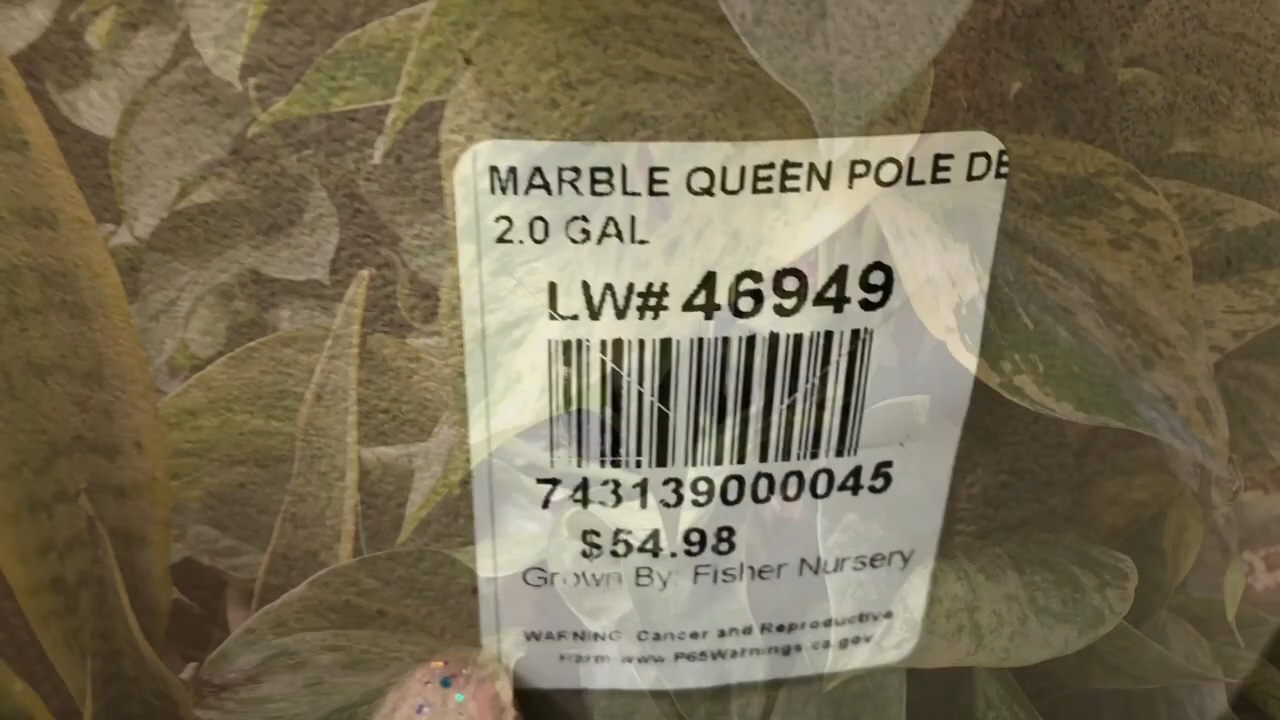 MARBLE QUEEN POLE DE
2.0 GAL
LW# 46949
743139000045
$54.98
Grown By: Fisher Nursery
WARNING: Cancer and Reproductive
Harm-www.P65Warnings.ca.gov